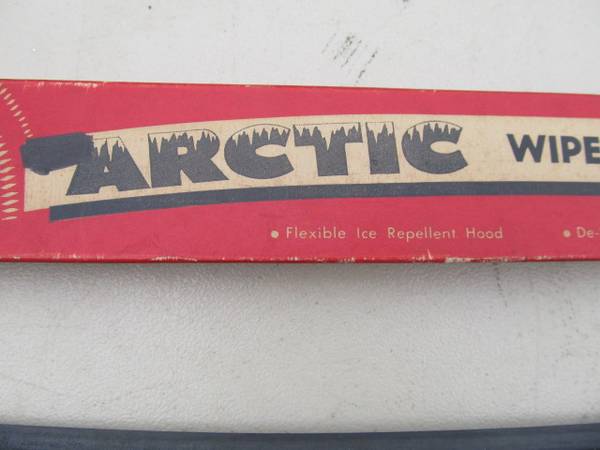 ARCTIC WIPE
• Flexible Ice Repellent Hood • De-